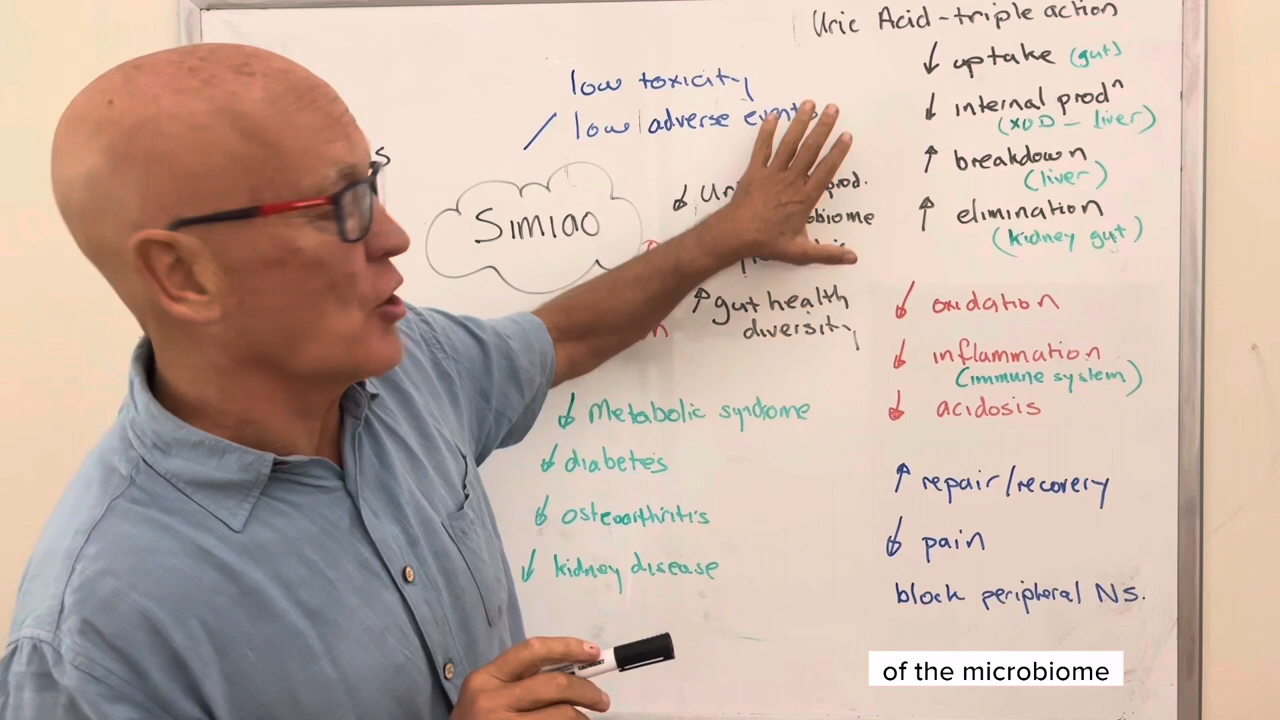 Uric Acid - triple action
↓ uptake (gut)
↓ internal prodⁿ
(XOD - liver)
↑ breakdown
(liver)
↑ elimination
(kidney gut)
low toxicity
/ low adverse events
Simiao
↓ prod.
↑ gut health
diversity
↓ oxidation
↓ inflammation
(immune system)
↓ acidosis
↓ Metabolic syndrome
↓ diabetes
↓ osteoarthritis
↓ kidney disease
↑ repair/recovery
↓ pain
block peripheral Ns.
of the microbiome